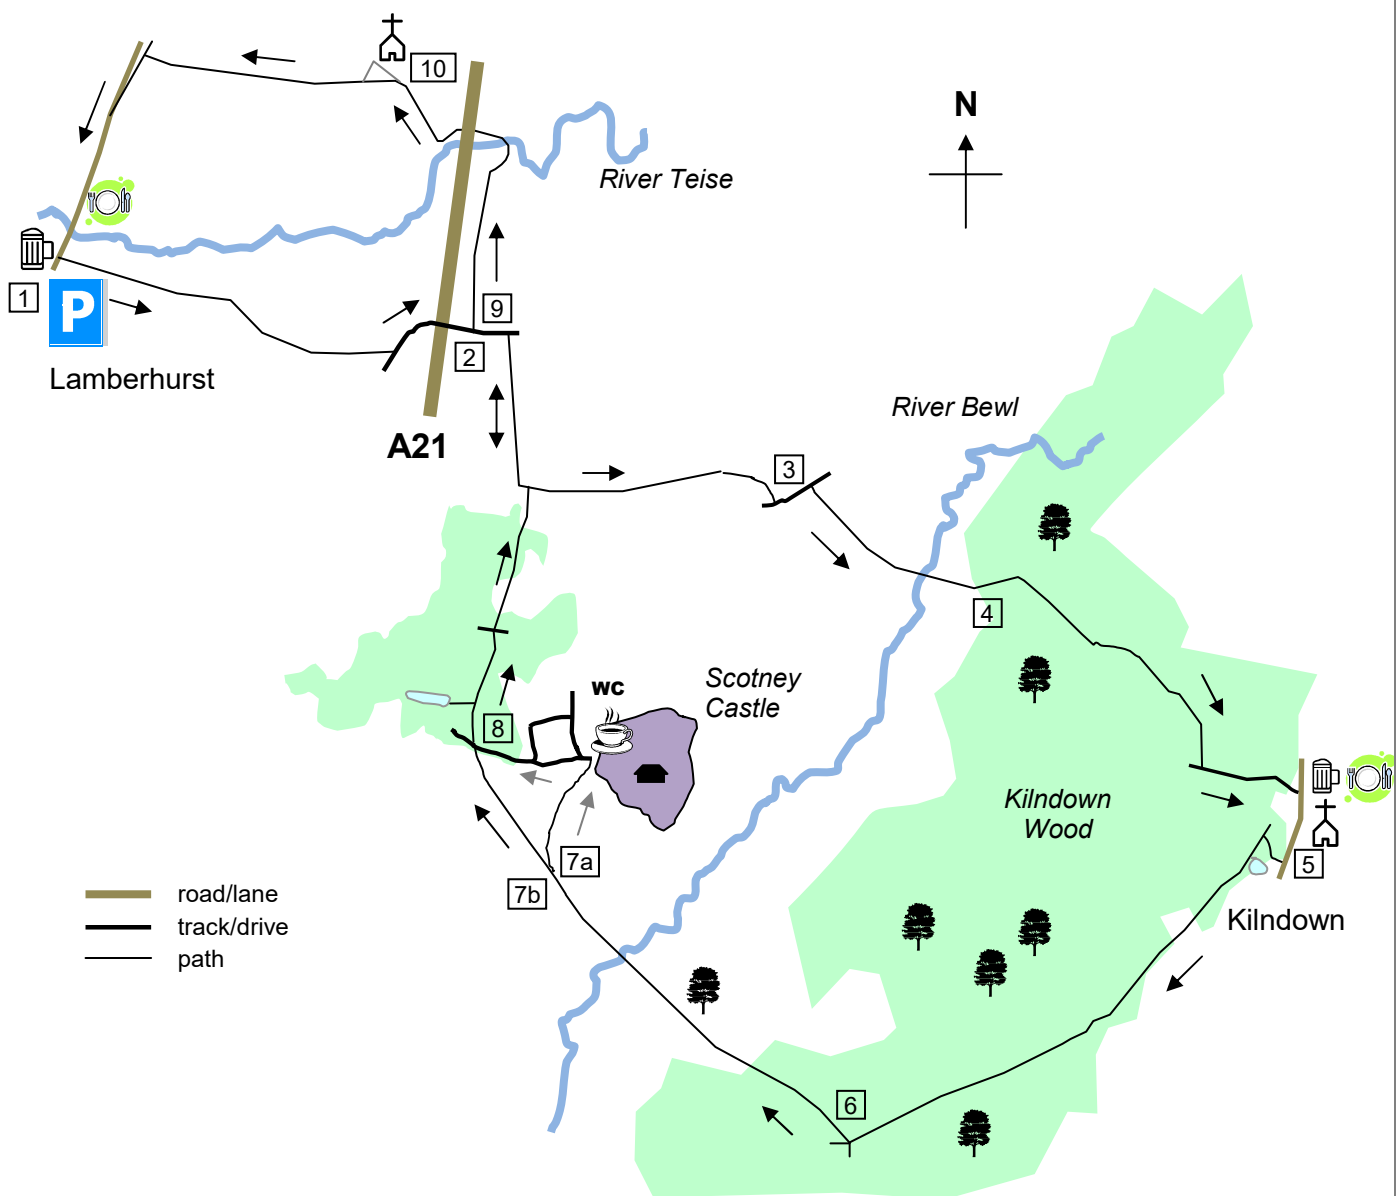 10
N
River Teise
1
P
9
2
Lamberhurst
A21
River Bewl
3
4
wc
Scotney
Castle
8
Kilndown
Wood
7a
7b
5
Kilndown
road/lane
track/drive
path
6